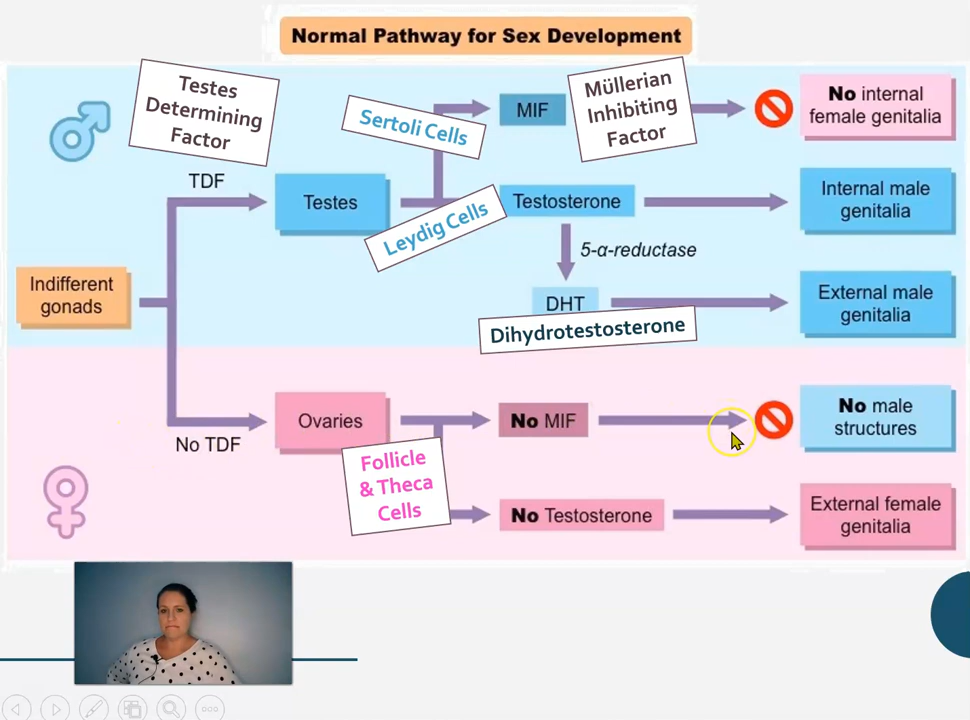 Normal Pathway for Sex Development
Testes
Determining
Factor
TDF
Indifferent
gonads
Testes
Sertoli Cells
Leydig Cells
MIF
Müllerian
Inhibiting
Factor
No internal
female genitalia
Testosterone
Internal male
genitalia
5-α-reductase
DHT
Dihydrotestosterone
External male
genitalia
No TDF
Ovaries
Follicle
& Theca
Cells
No MIF
No male
structures
No Testosterone
External female
genitalia